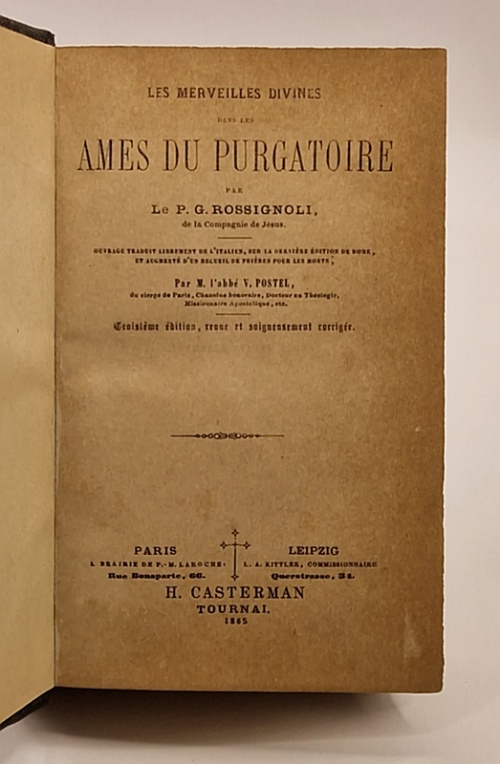 LES MERVEILLES DIVINES
DANS LES
AMES DU PURGATOIRE
PAR
Le P. G. ROSSIGNOLI,
de la Compagnie de Jésus.
OUVRAGE TRADUIT LIBREMENT DE L'ITALIEN, SUR LA DERNIÈRE ÉDITION DE ROME,
ET AUGMENTÉ D'UN RECUEIL DE PRIÈRES POUR LES MORTS,
Par M. l'abbé V. POSTEL,
du clergé de Paris, Chanoine honoraire, Docteur en Théologie,
Missionnaire Apostolique, etc.
Troisième édition, revue et soigneusement corrigée.
PARIS
L BRAIRIE DE P.-M. LAROCHE
Rue Bonaparte, 66.
LEIPZIG
L. A. KITTLER, COMMISSIONNAIRE
Querstrasse, 34.
H. CASTERMAN
TOURNAI.
1865